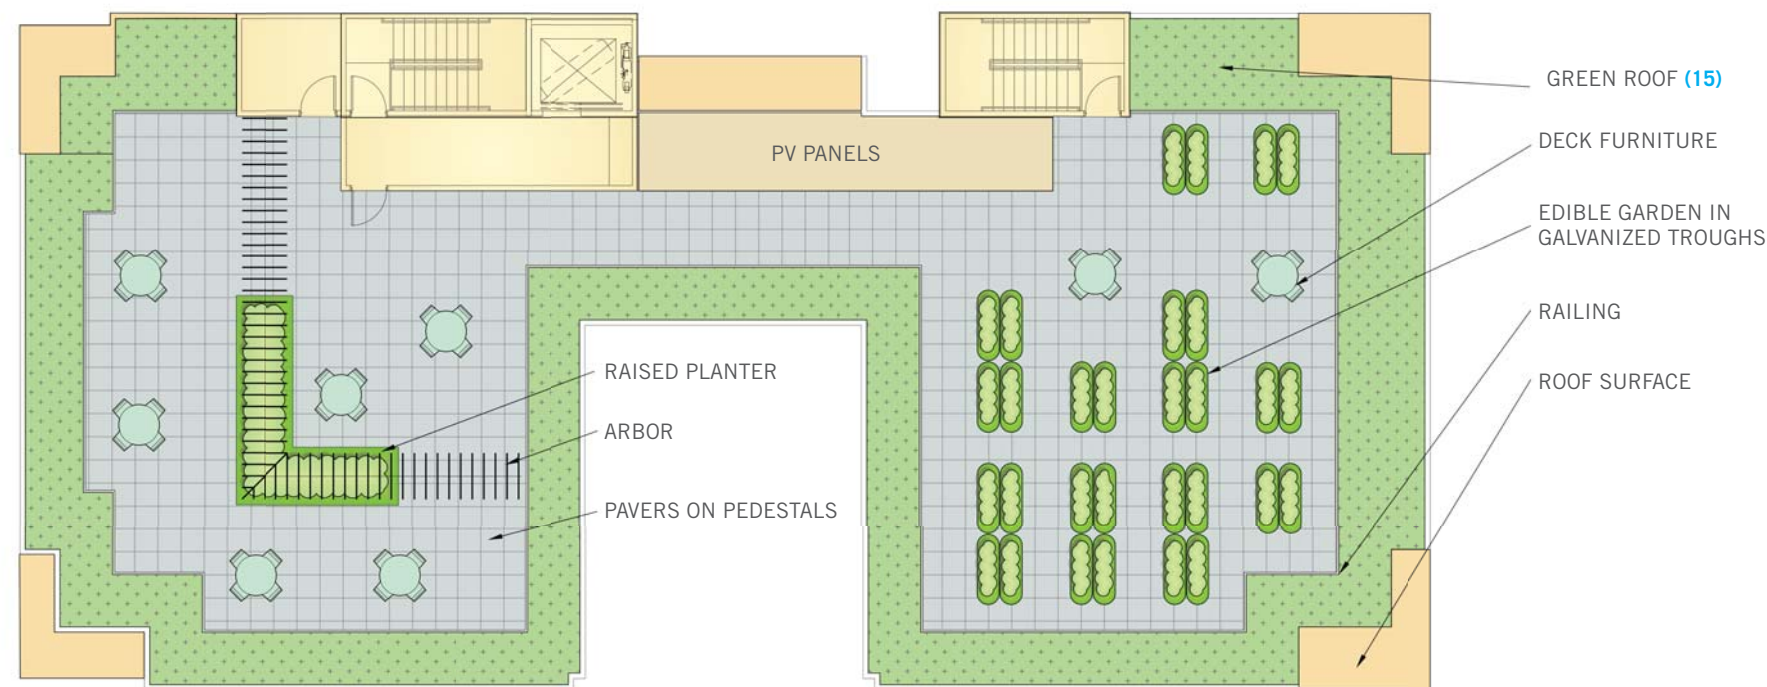 GREEN ROOF (15)
DECK FURNITURE
PV PANELS
EDIBLE GARDEN IN
GALVANIZED TROUGHS
RAILING
RAISED PLANTER
ROOF SURFACE
ARBOR
PAVERS ON PEDESTALS